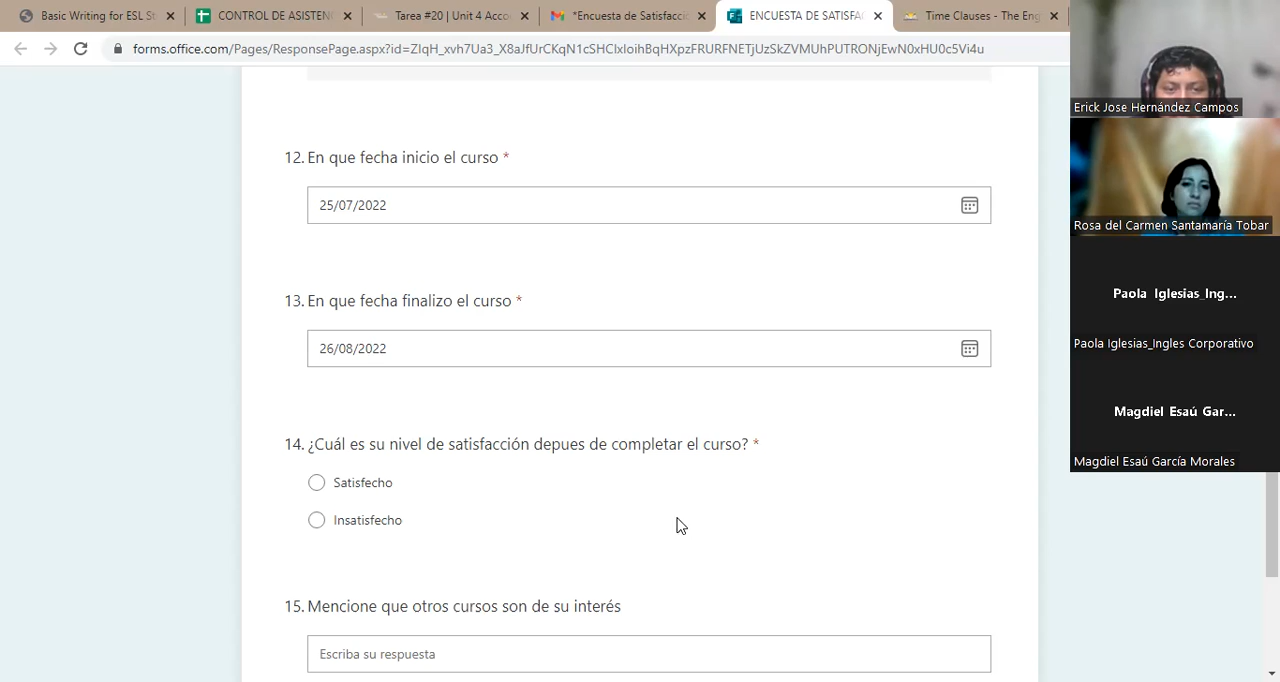 Basic Writing for ESL St
CONTROL DE ASISTEN
Tarea #20 | Unit 4 Acco
*Encuesta de Satisfacci
ENCUESTA DE SATISFA
Time Clauses - The Eng
forms.office.com/Pages/ResponsePage.aspx?id=ZIqH_xvh7Ua3_X8aJfUrCKqN1cSHCIxIoihBqHXpzFRURFNETjUzSkZVMUhPUTRONjEwN0xHU0c5Vi4u
12. En que fecha inicio el curso *
25/07/2022
13. En que fecha finalizo el curso *
26/08/2022
14. ¿Cuál es su nivel de satisfacción depues de completar el curso? *
Satisfecho
Insatisfecho
15. Mencione que otros cursos son de su interés
Escriba su respuesta
Erick Jose Hernández Campos
Rosa del Carmen Santamaría Tobar
Paola Iglesias_Ing...
Paola Iglesias_Ingles Corporativo
Magdiel Esaú Gar...
Magdiel Esaú García Morales